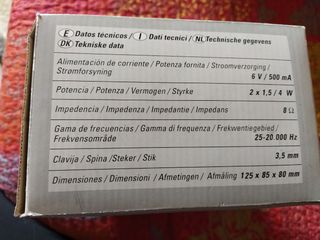 E Datos técnicos / I Dati tecnici / NL Technische gegevens
DK Tekniske data
Alimentación de corriente / Potenza fornita / Stroomverzorging /
Strømforsyning
6 V / 500 mA
Potencia / Potenza / Vermogen / Styrke 2 x 1,5 / 4 W
Impedencia / Impedenza / Impedantie / Impedans 8 Ω
Gama de frecuencias / Gamma di frequenza / Frekwentiegebied /
Frekvensområde 25-20.000 Hz
Clavija / Spina / Steker / Stik 3,5 mm
Dimensiones / Dimensioni / Afmetingen / Afmåling 125 x 85 x 80 mm